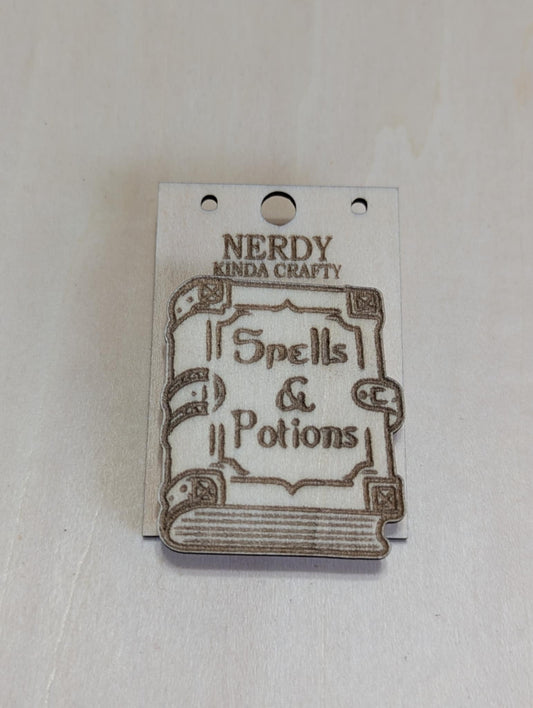 NERDY
KINDA CRAFTY
Spells
&
Potions